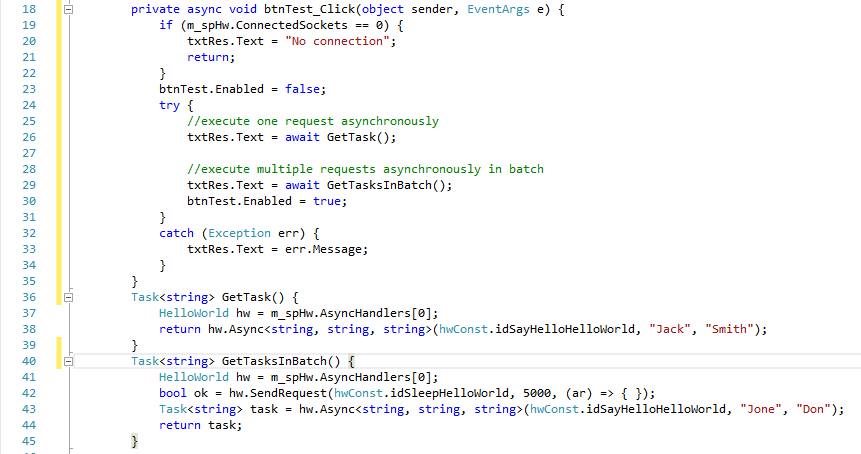 18 private async void btnTest_Click(object sender, EventArgs e) {
19 if (m_spHw.ConnectedSockets == 0) {
20 txtRes.Text = "No connection";
21 return;
22 }
23 btnTest.Enabled = false;
24 try {
25 //execute one request asynchronously
26 txtRes.Text = await GetTask();
27
28 //execute multiple requests asynchronously in batch
29 txtRes.Text = await GetTasksInBatch();
30 btnTest.Enabled = true;
31 }
32 catch (Exception err) {
33 txtRes.Text = err.Message;
34 }
35 }
36 Task<string> GetTask() {
37 HelloWorld hw = m_spHw.AsyncHandlers[0];
38 return hw.Async<string, string, string>(hwConst.idSayHelloHelloWorld, "Jack", "Smith");
39 }
40 Task<string> GetTasksInBatch() {
41 HelloWorld hw = m_spHw.AsyncHandlers[0];
42 bool ok = hw.SendRequest(hwConst.idSleepHelloWorld, 5000, (ar) => { });
43 Task<string> task = hw.Async<string, string, string>(hwConst.idSayHelloHelloWorld, "Jone", "Don");
44 return task;
45 }